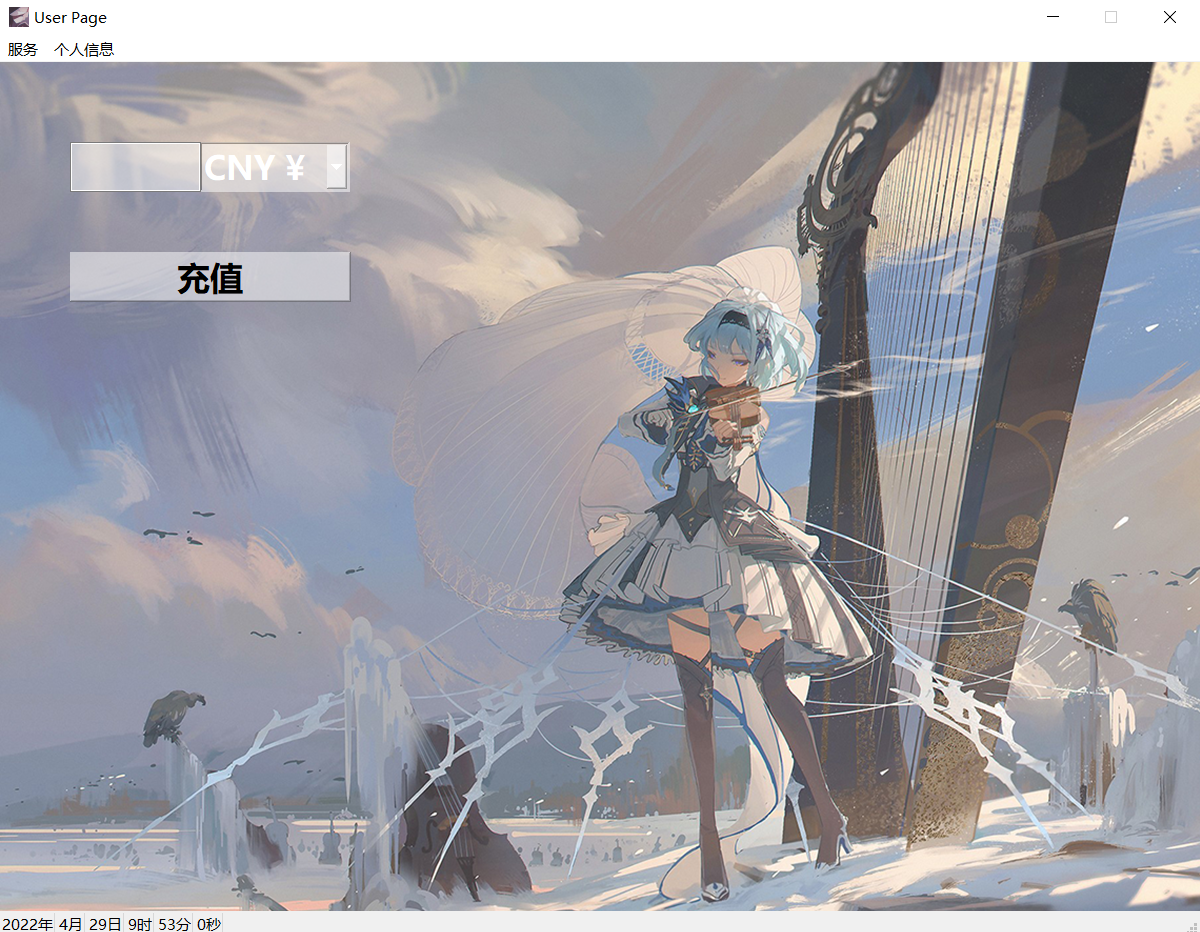 User Page
服务 个人信息
CNY ¥
充值
2022年 4月 29日 9时 53分 0秒